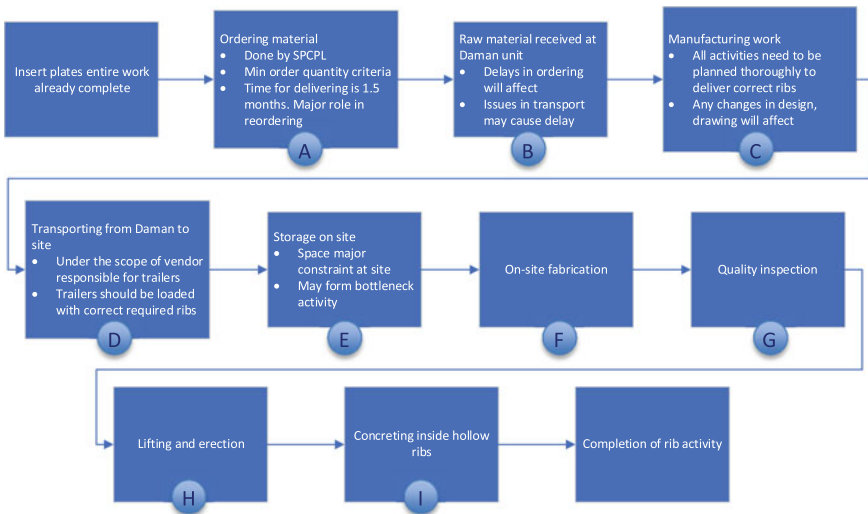 Insert plates entire work
already complete
Ordering material
• Done by SPCPL
• Min order quantity criteria
• Time for delivering is 1.5
months. Major role in
reordering
A
Raw material received at
Daman unit
• Delays in ordering
will affect
• Issues in transport
may cause delay
B
Manufacturing work
• All activities need to be
planned thoroughly to
deliver correct ribs
• Any changes in design,
drawing will affect
C
Transporting from Daman to
site
• Under the scope of vendor
responsible for trailers
• Trailers should be loaded
with correct required ribs
D
Storage on site
• Space major
constraint at site
• May form bottleneck
activity
E
On-site fabrication
F
Quality inspection
G
Lifting and erection
H
Concreting inside hollow
ribs
I
Completion of rib activity